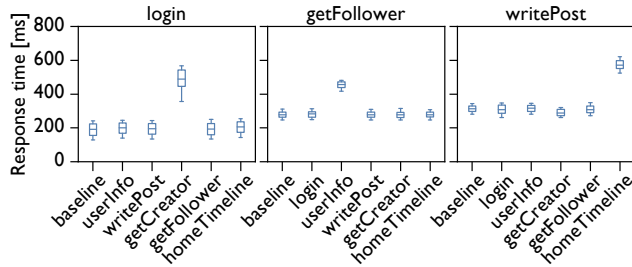 login getFollower writePost
Response time [ms]
800
600
400
200
0
baseline userInfo writePost getCreator getFollower homeTimeline
baseline login userInfo writePost getCreator homeTimeline
baseline login userInfo getCreator getFollower homeTimeline